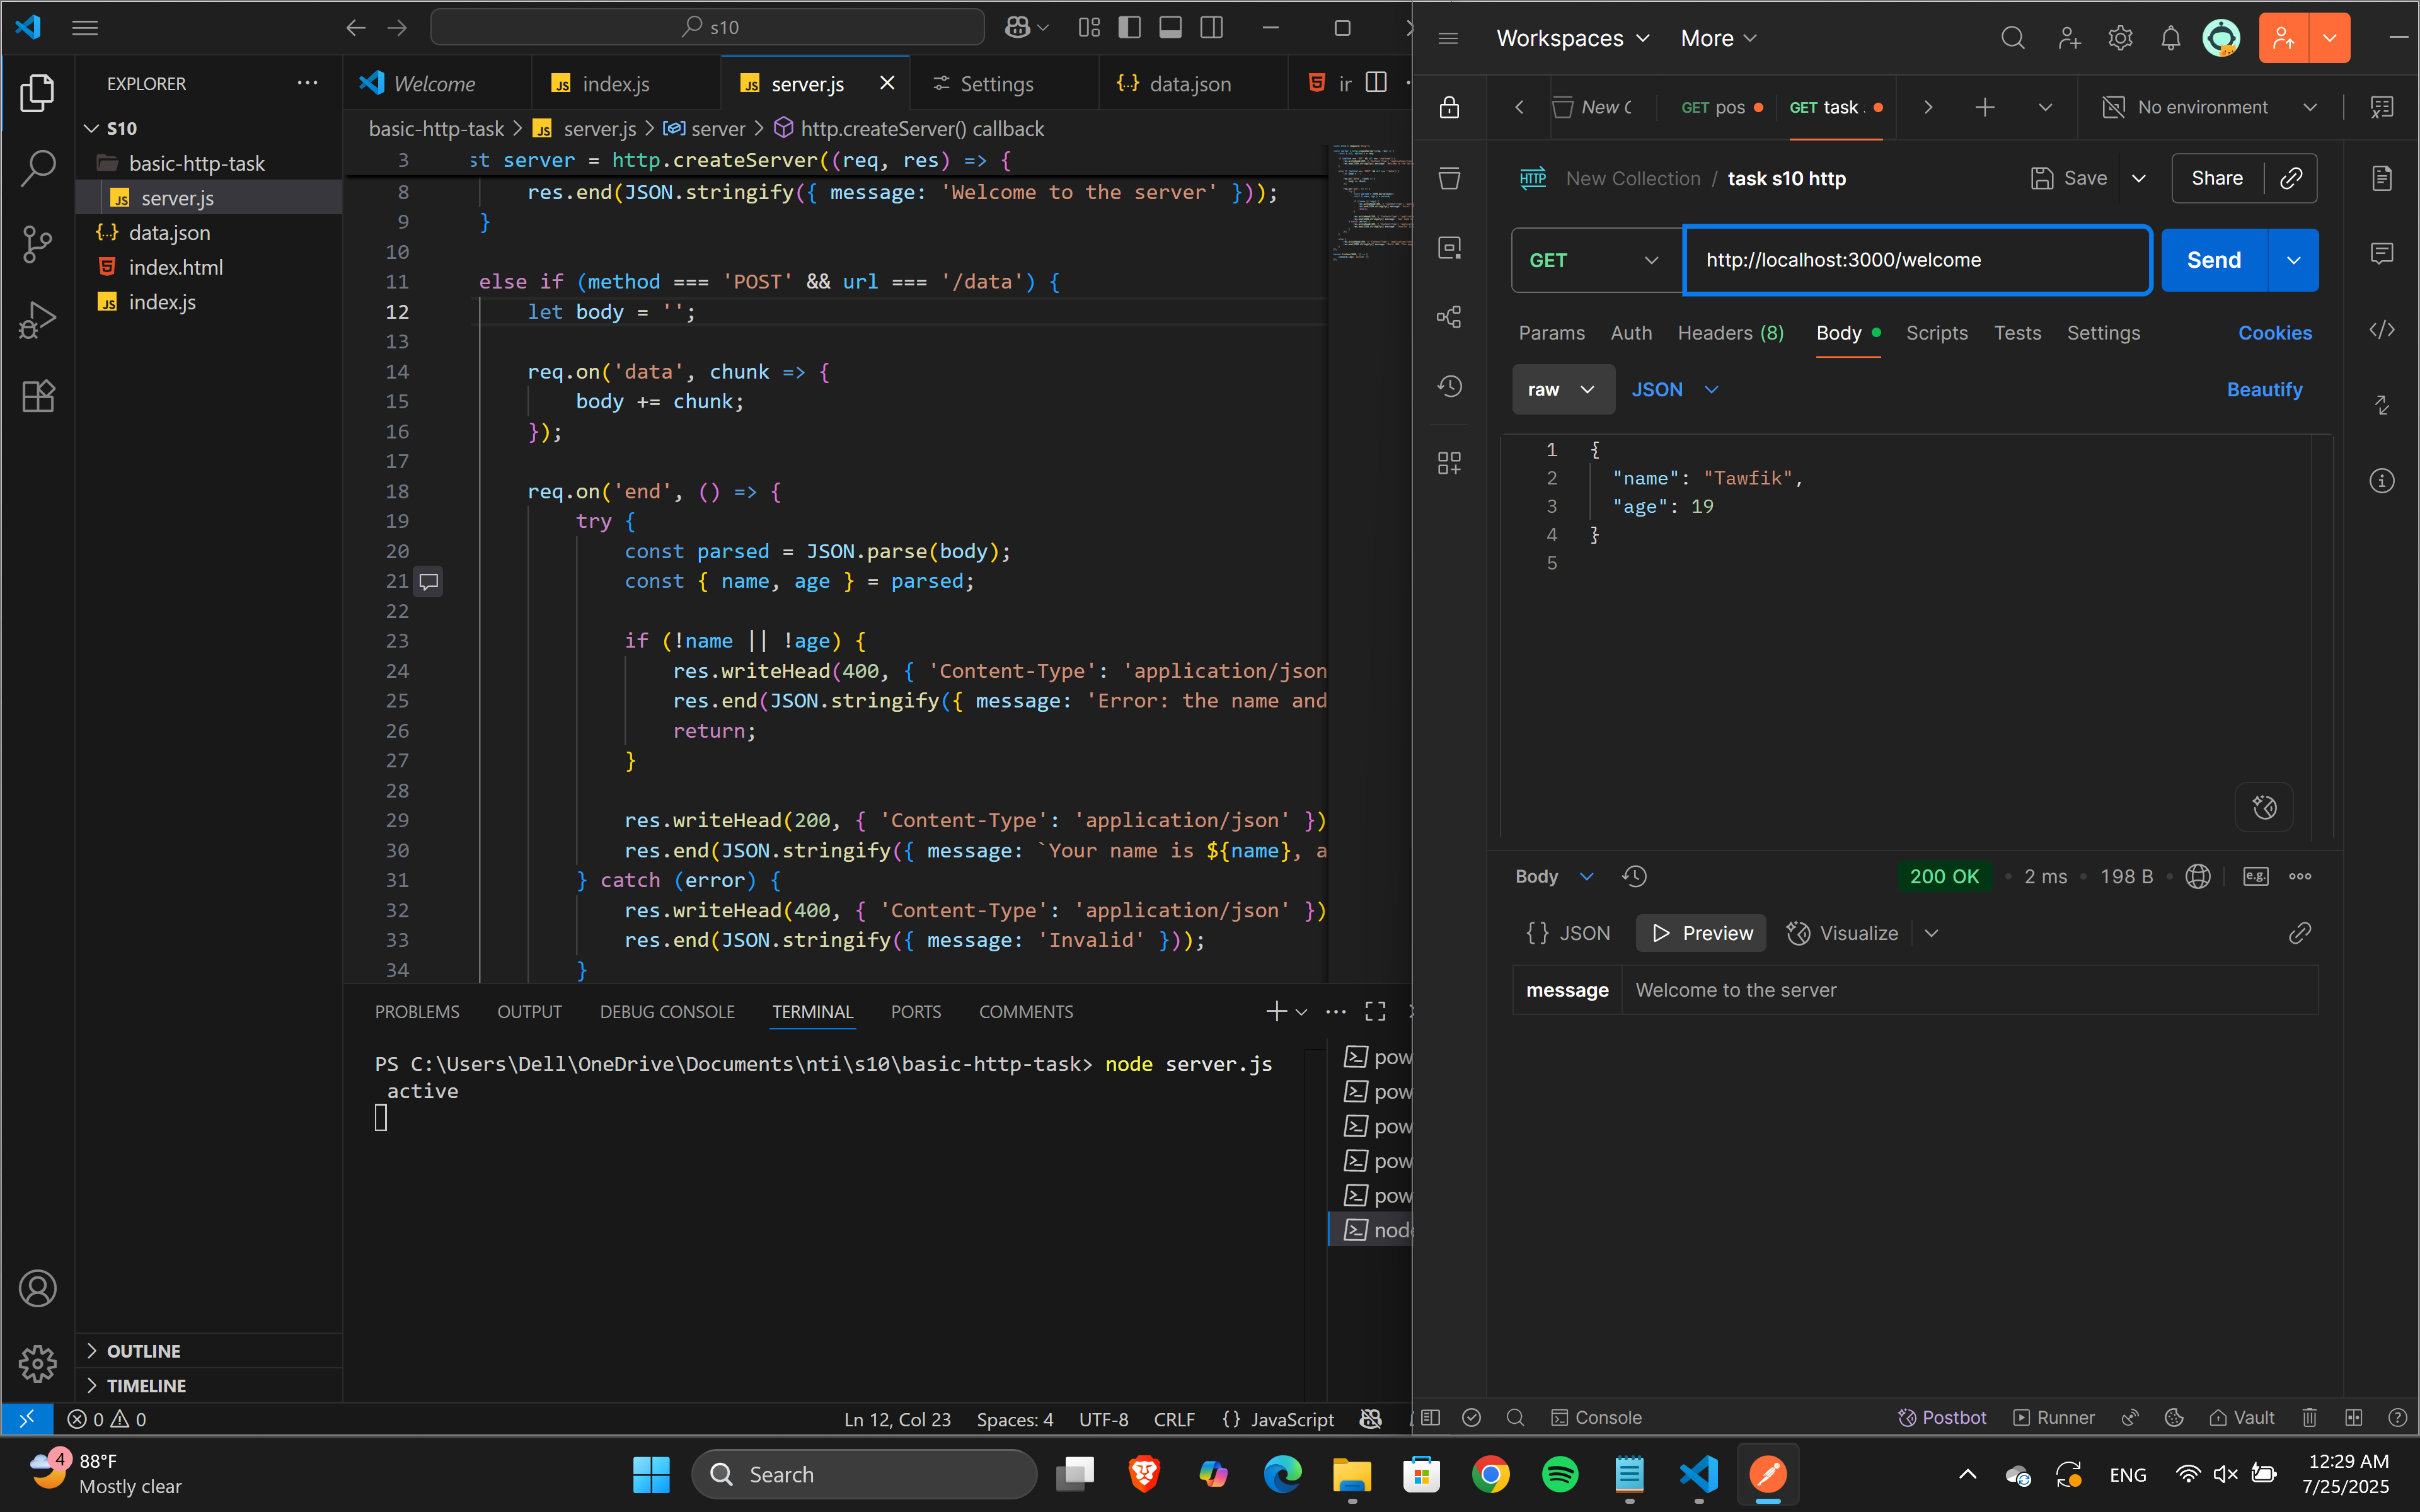 s10
EXPLORER
S10
basic-http-task
server.js
data.json
index.html
index.js
OUTLINE
TIMELINE
Welcome
index.js
server.js
Settings
data.json
basic-http-task > server.js > server > http.createServer() callback
3 st server = http.createServer((req, res) => {
8 res.end(JSON.stringify({ message: 'Welcome to the server' }));
9 }
10
11 else if (method === 'POST' && url === '/data') {
12 let body = '';
13
14 req.on('data', chunk => {
15 body += chunk;
16 });
17
18 req.on('end', () => {
19 try {
20 const parsed = JSON.parse(body);
21 const { name, age } = parsed;
22
23 if (!name || !age) {
24 res.writeHead(400, { 'Content-Type': 'application/json
25 res.end(JSON.stringify({ message: 'Error: the name and
26 return;
27 }
28
29 res.writeHead(200, { 'Content-Type': 'application/json' })
30 res.end(JSON.stringify({ message: `Your name is ${name}, a
31 } catch (error) {
32 res.writeHead(400, { 'Content-Type': 'application/json' })
33 res.end(JSON.stringify({ message: 'Invalid' }));
34 }
PROBLEMS OUTPUT DEBUG CONSOLE TERMINAL PORTS COMMENTS
PS C:\Users\Dell\OneDrive\Documents\nti\s10\basic-http-task> node server.js
active
pow
pow
pow
pow
pow
node
0 0
Ln 12, Col 23 Spaces: 4 UTF-8 CRLF {} JavaScript
Workspaces More
New C
GET pos
GET task
No environment
HTTP New Collection / task s10 http
Save
Share
GET
http://localhost:3000/welcome
Send
Params Auth Headers (8) Body Scripts Tests Settings Cookies
raw JSON Beautify
1 {
2 "name": "Tawfik",
3 "age": 19
4 }
5
Body 200 OK • 2 ms • 198 B
e.g.
{} JSON Preview Visualize
message Welcome to the server
Console Postbot Runner Vault
4
88°F
Mostly clear
Search
ENG
12:29 AM
7/25/2025